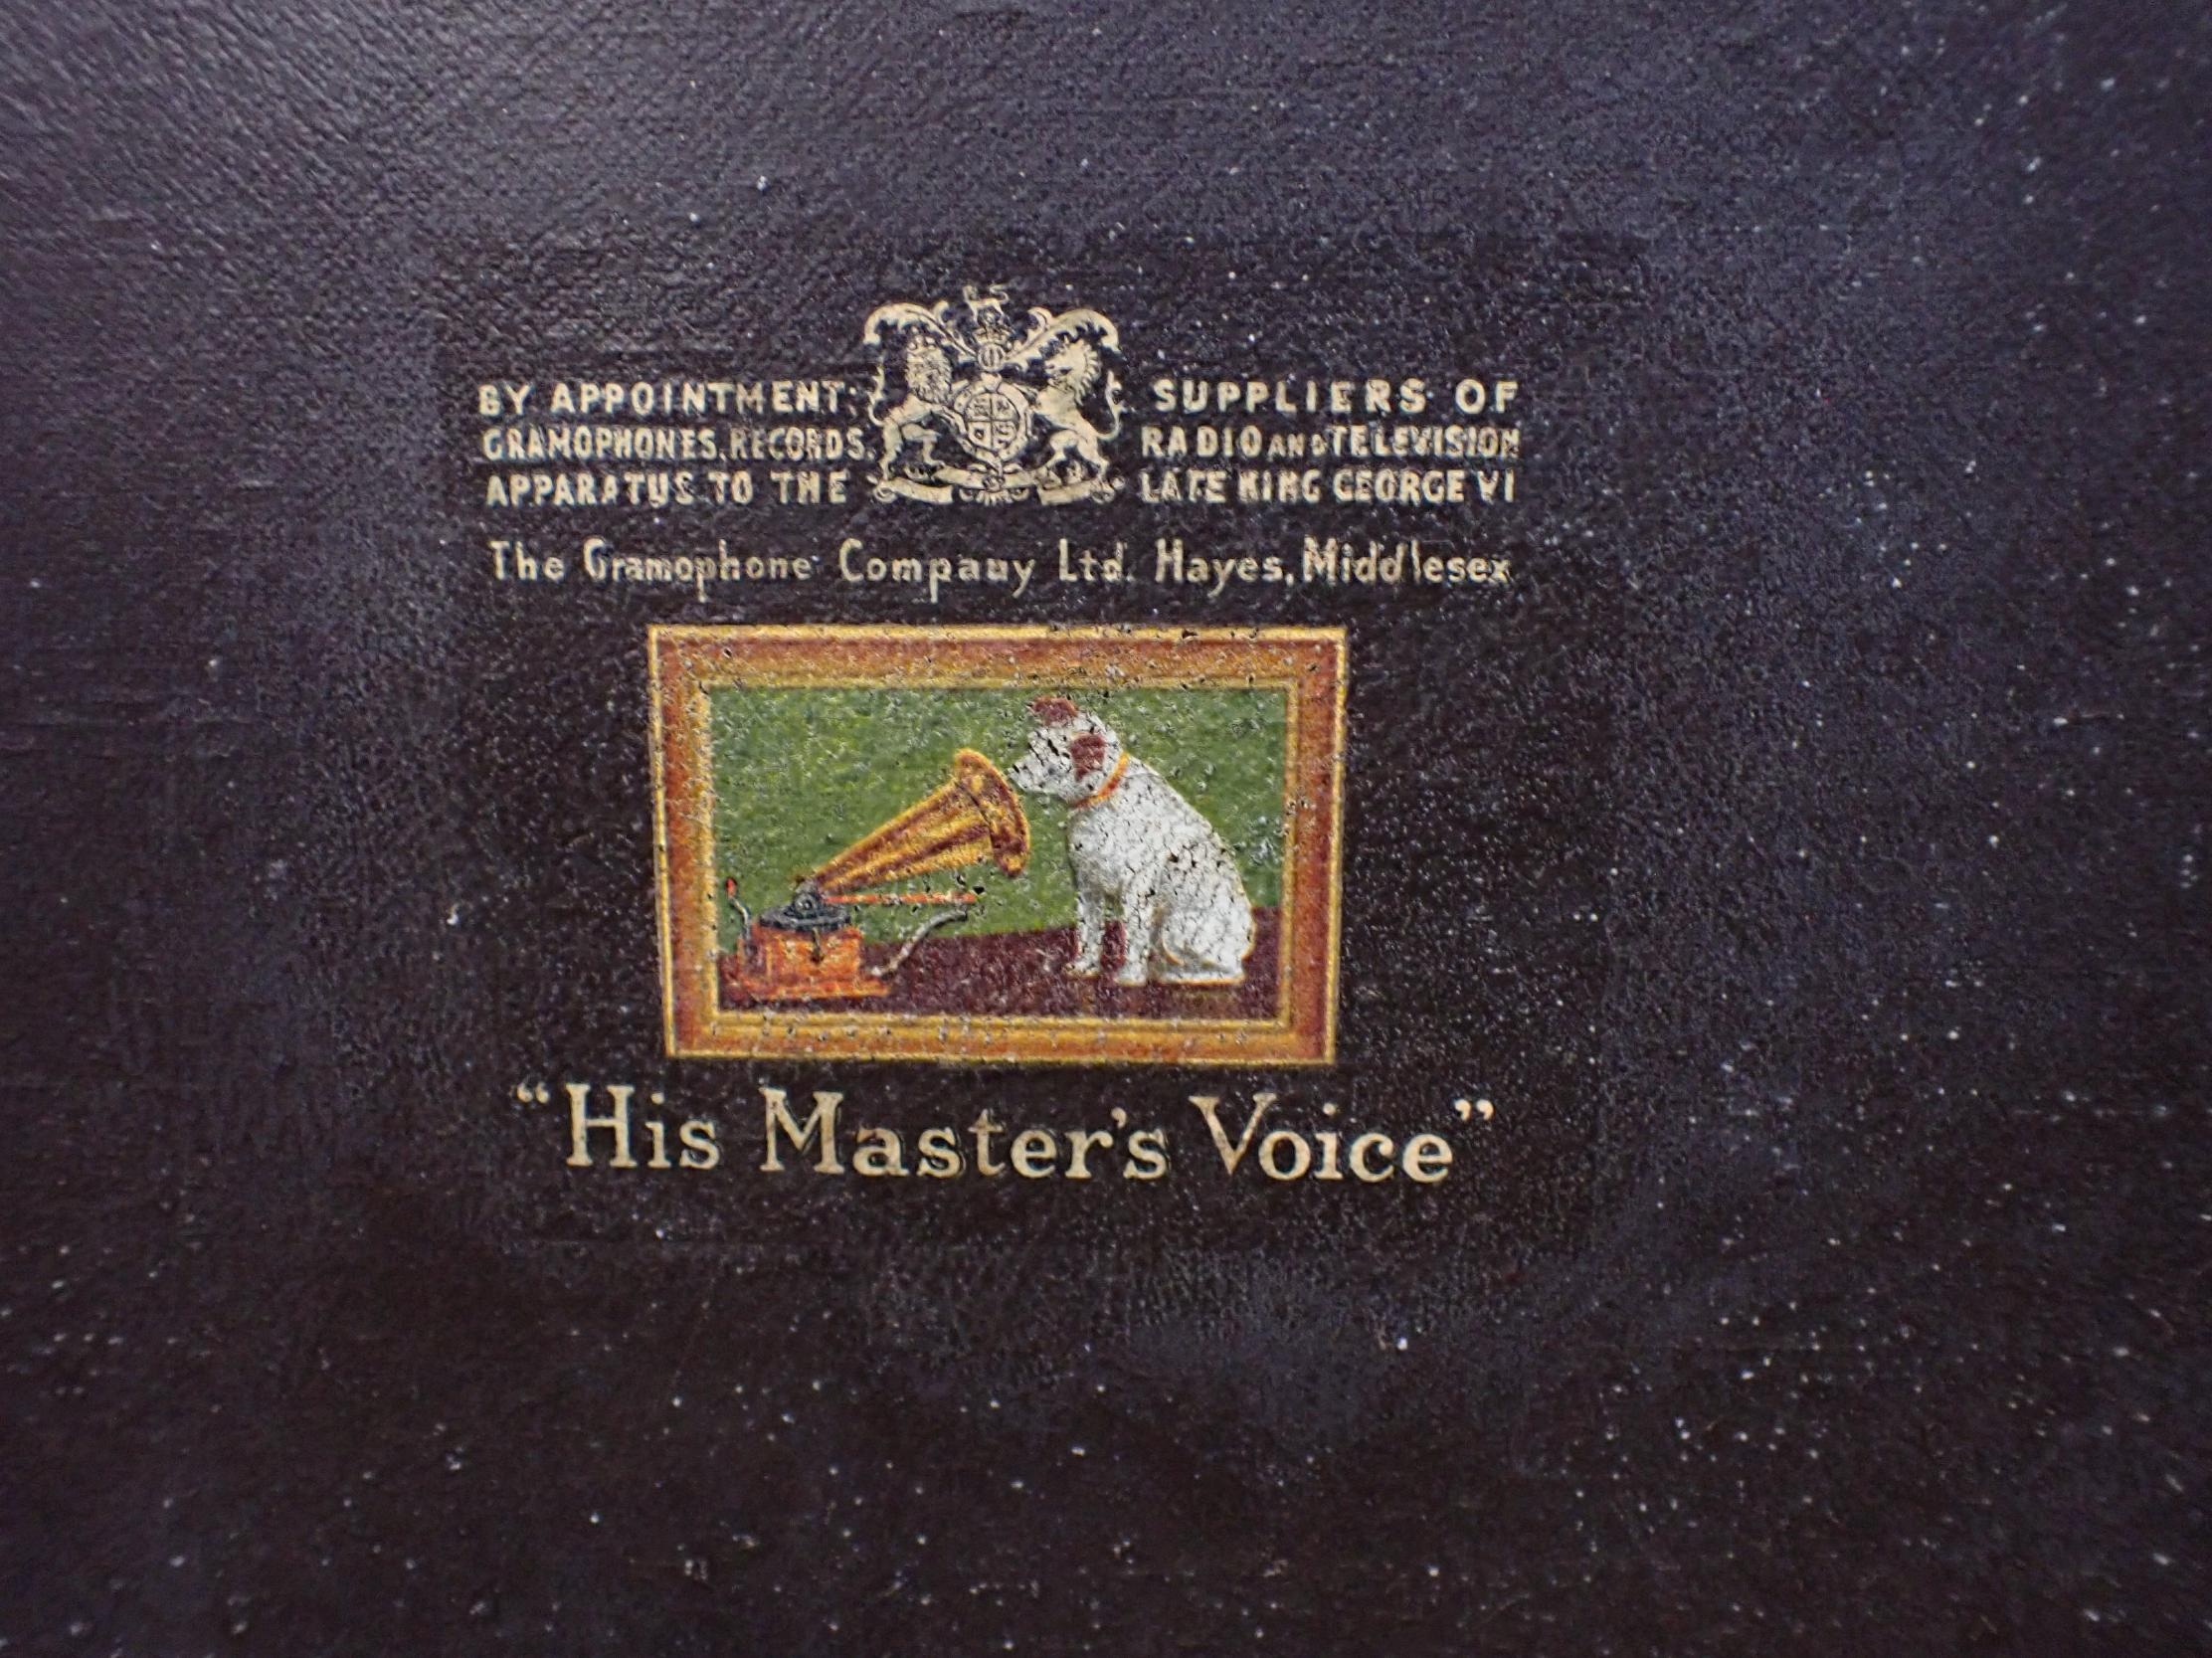 BY APPOINTMENT: SUPPLIERS OF
GRAMOPHONES, RECORDS, RADIO AND TELEVISION
APPARATUS TO THE LATE KING GEORGE VI
The Gramophone Company Ltd. Hayes, Middlesex
“His Master's Voice”